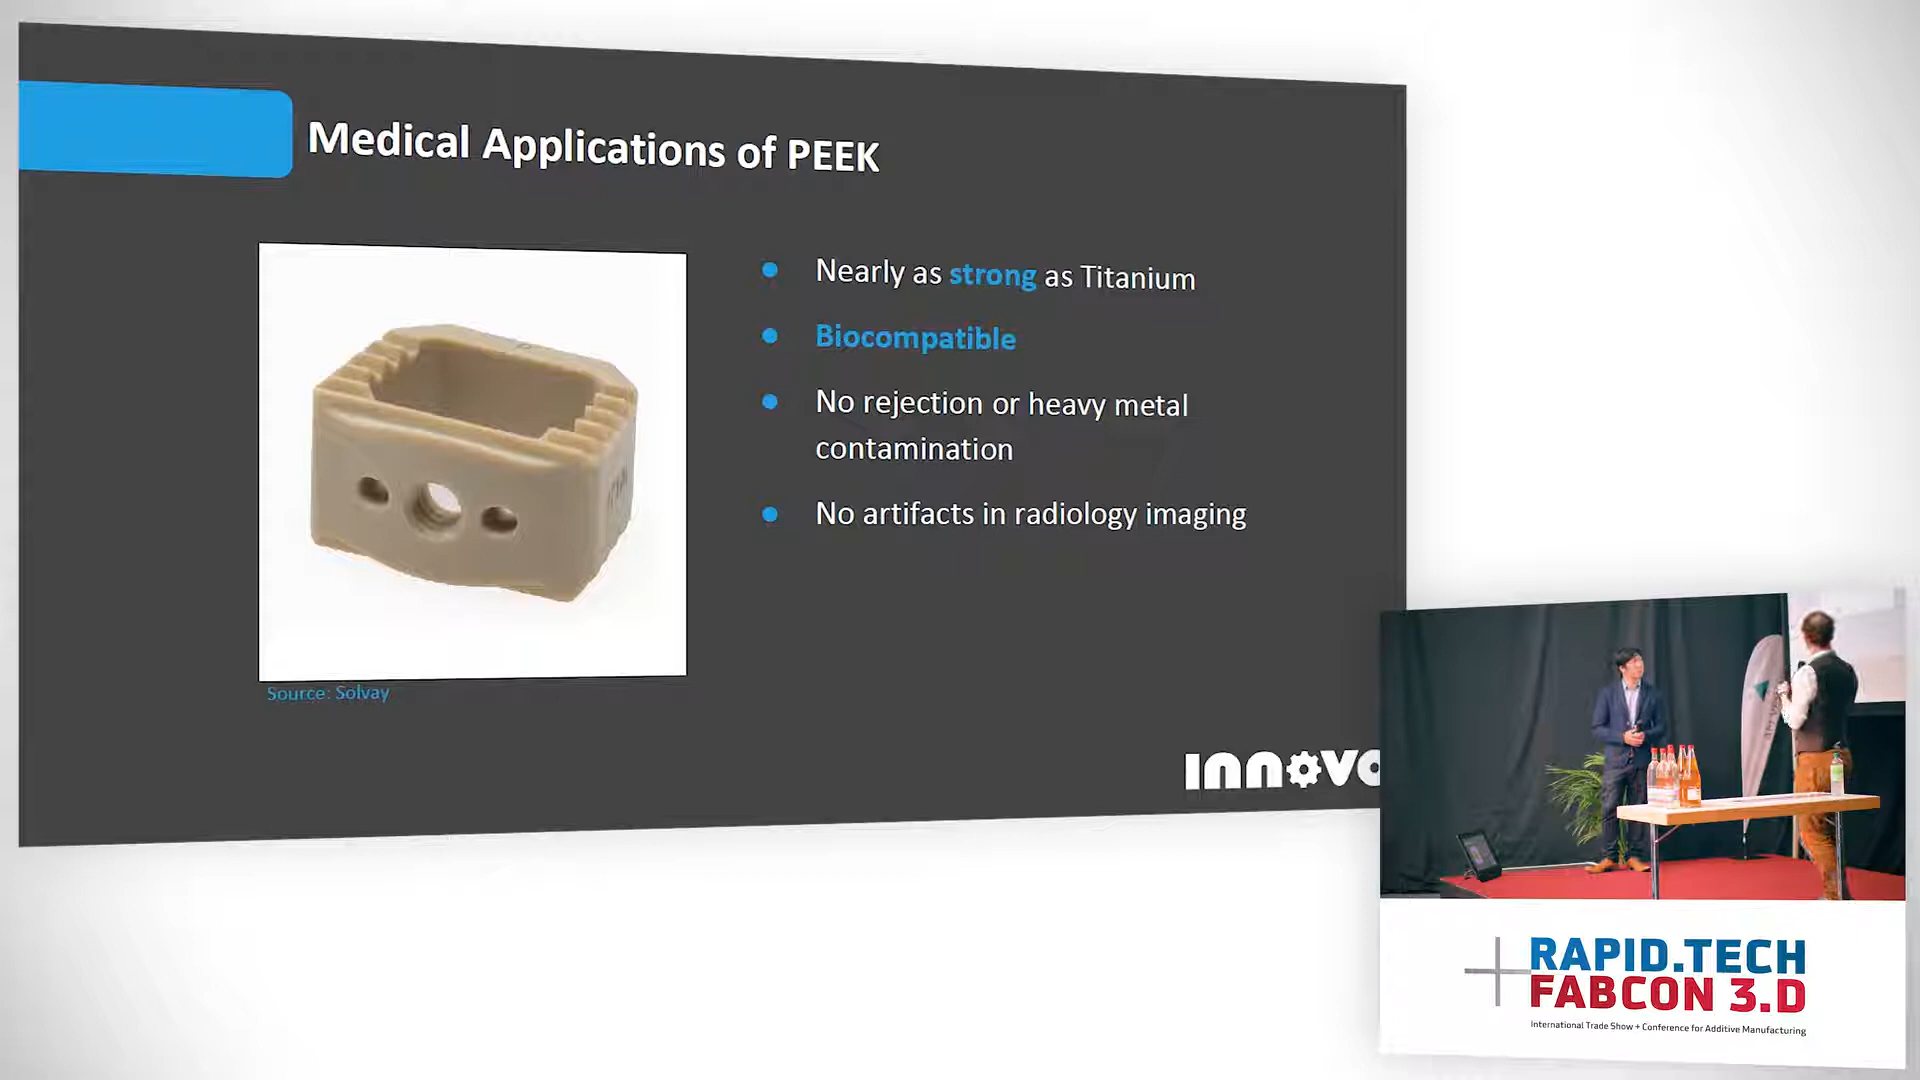 Medical Applications of PEEK
Nearly as strong as Titanium
Biocompatible
No rejection or heavy metal
contamination
No artifacts in radiology imaging
Source: Solvay
RAPID.TECH
FABCON 3.D
International Trade Show + Conference for Additive Manufacturing